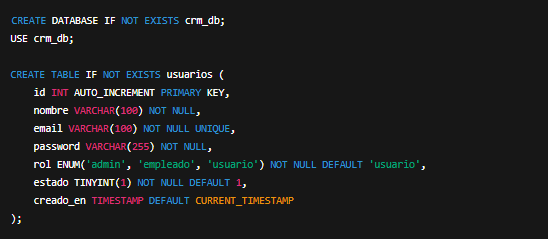 CREATE DATABASE IF NOT EXISTS crm_db;
USE crm_db;

CREATE TABLE IF NOT EXISTS usuarios (
    id INT AUTO_INCREMENT PRIMARY KEY,
    nombre VARCHAR(100) NOT NULL,
    email VARCHAR(100) NOT NULL UNIQUE,
    password VARCHAR(255) NOT NULL,
    rol ENUM('admin', 'empleado', 'usuario') NOT NULL DEFAULT 'usuario',
    estado TINYINT(1) NOT NULL DEFAULT 1,
    creado_en TIMESTAMP DEFAULT CURRENT_TIMESTAMP
);